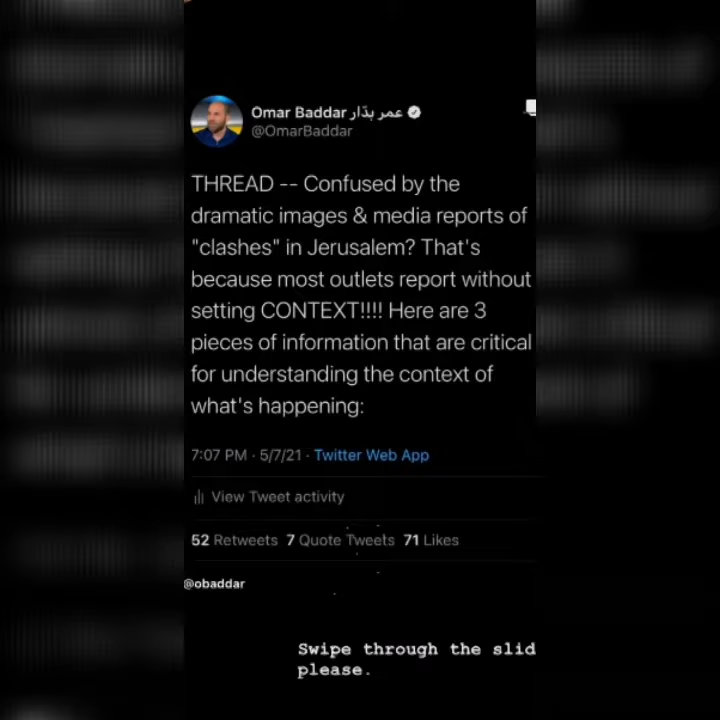 Omar Baddar عمر بدّار
@OmarBaddar
THREAD -- Confused by the
dramatic images & media reports of
"clashes" in Jerusalem? That's
because most outlets report without
setting CONTEXT!!!! Here are 3
pieces of information that are critical
for understanding the context of
what's happening:
7:07 PM · 5/7/21 · Twitter Web App
View Tweet activity
52 Retweets 7 Quote Tweets 71 Likes
@obaddar
Swipe through the slid
please.